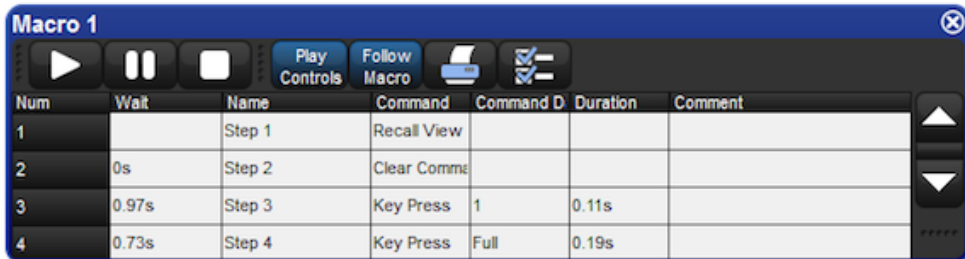 Macro 1
Play Controls
Follow Macro
Num Wait Name Command Command D Duration Comment
1 Step 1 Recall View
2 0s Step 2 Clear Comma
3 0.97s Step 3 Key Press 1 0.11s
4 0.73s Step 4 Key Press Full 0.19s